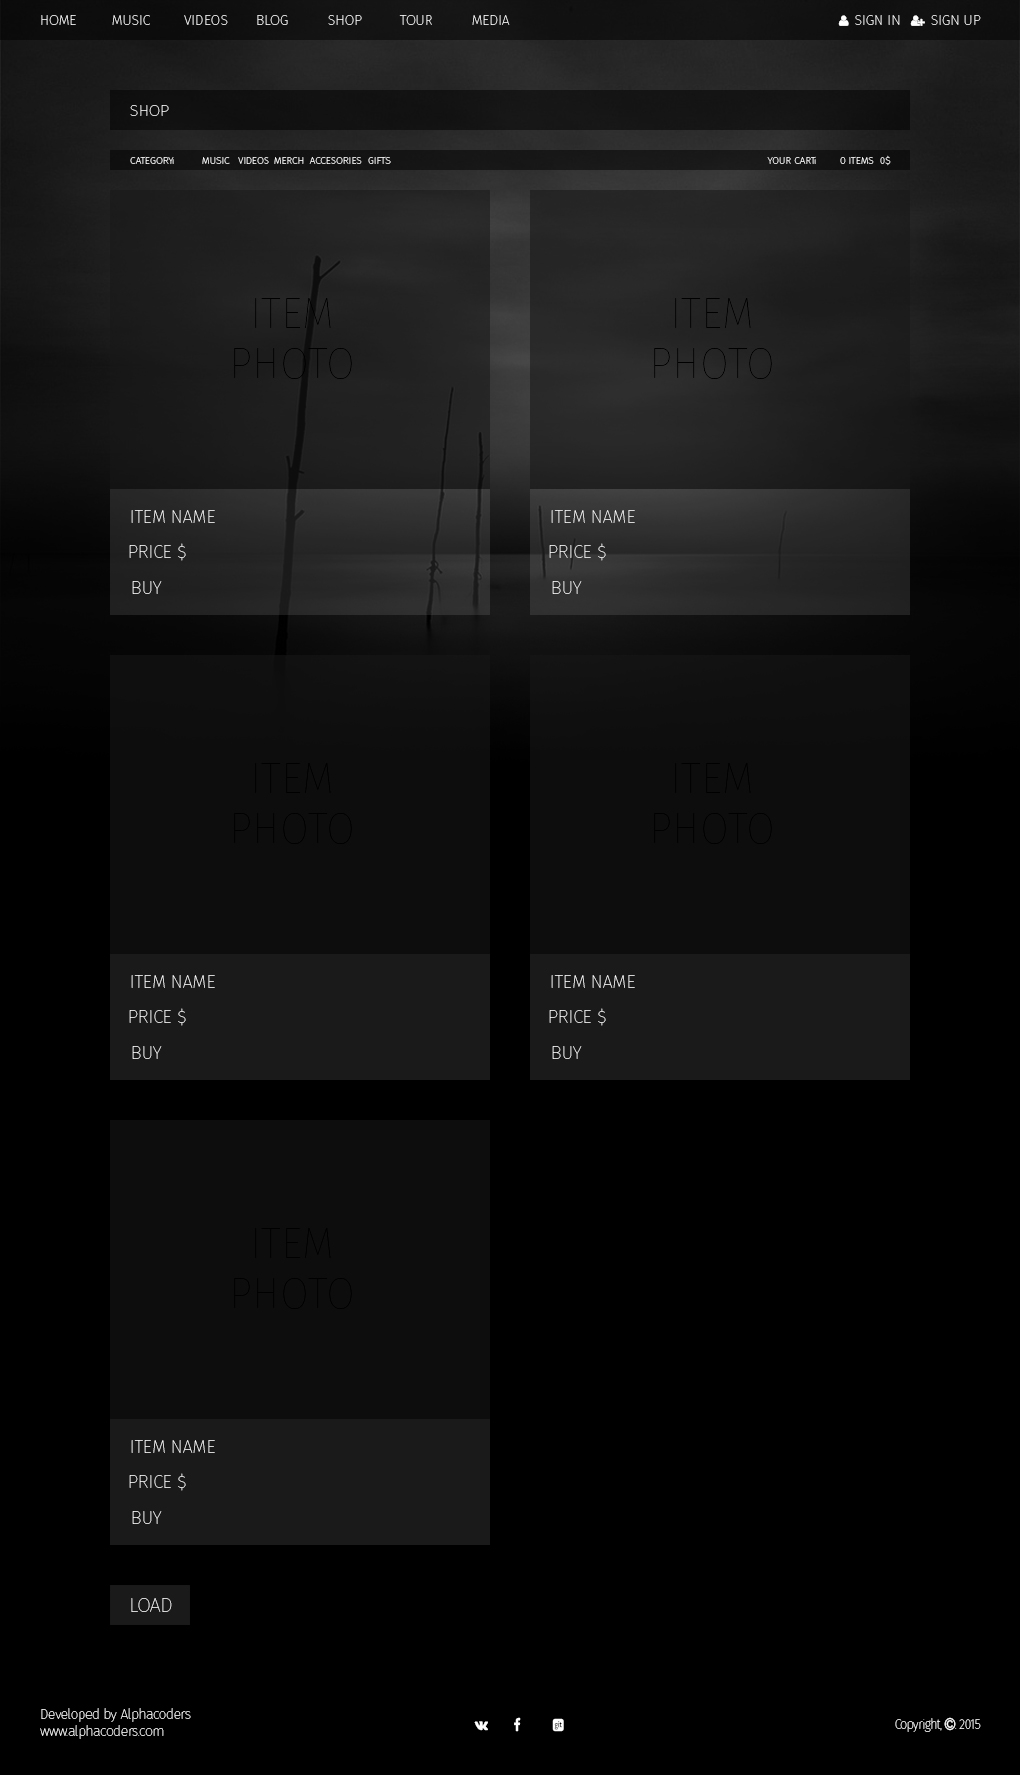 HOME MUSIC VIDEOS BLOG SHOP TOUR MEDIA SIGN IN SIGN UP
SHOP
CATEGORY: MUSIC VIDEOS MERCH ACCESORIES GIFTS YOUR CART: 0 ITEMS 0$
ITEM ITEM
PHOTO PHOTO
ITEM NAME ITEM NAME
PRICE $ PRICE $
BUY BUY
ITEM ITEM
PHOTO PHOTO
ITEM NAME ITEM NAME
PRICE $ PRICE $
BUY BUY
ITEM
PHOTO
ITEM NAME
PRICE $
BUY
LOAD
Developed by Alphacoders
www.alphacoders.com
git
Copyright, © 2015